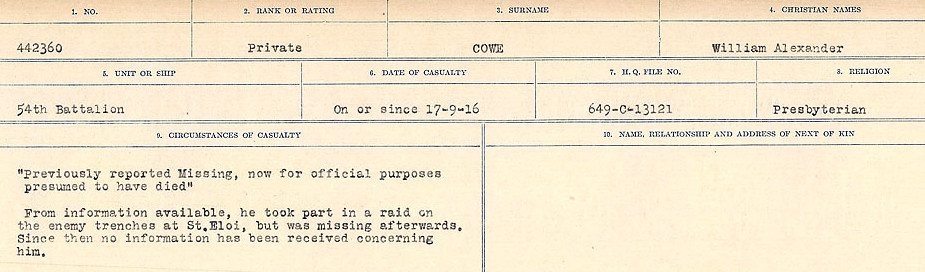 1. NO. 2. RANK OR RATING 3. SURNAME 4. CHRISTIAN NAMES
442360 Private COWE William Alexander
5. UNIT OR SHIP 6. DATE OF CASUALTY 7. H.Q. FILE NO. 8. RELIGION
54th Battalion On or since 17-9-16 649-C-13121 Presbyterian
9. CIRCUMSTANCES OF CASUALTY 10. NAME, RELATIONSHIP AND ADDRESS OF NEXT OF KIN
"Previously reported Missing, now for official purposes
presumed to have died"
From information available, he took part in a raid on
the enemy trenches at St.Eloi, but was missing afterwards.
Since then no information has been received concerning
him.